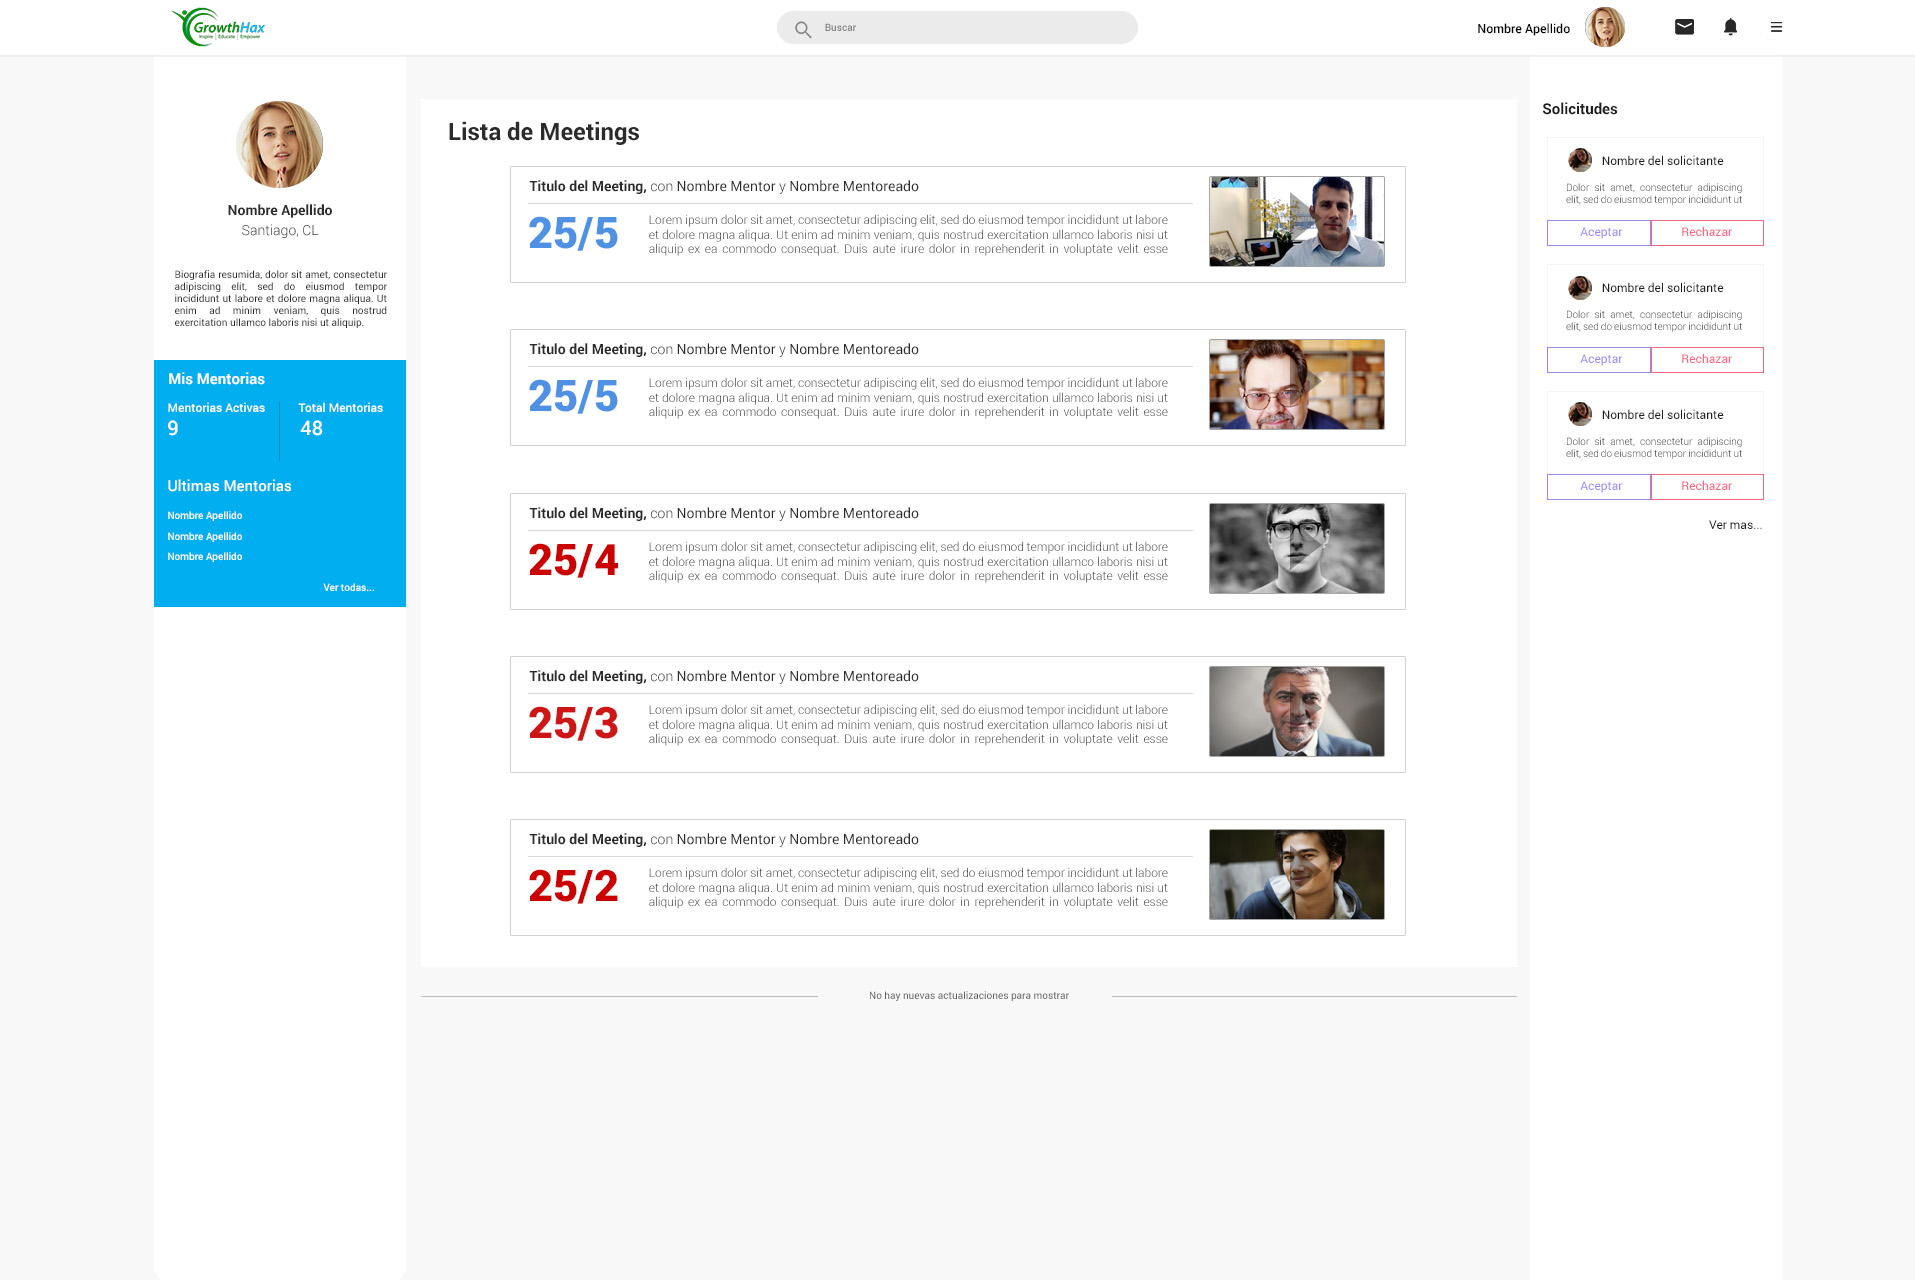 GrowthHax
Inspire | Educate | Empower
Buscar
Nombre Apellido
Nombre Apellido
Santiago, CL
Biografia resumida, dolor sit amet, consectetur
adipiscing elit, sed do eiusmod tempor
incididunt ut labore et dolore magna aliqua. Ut
enim ad minim veniam, quis nostrud
exercitation ullamco laboris nisi ut aliquip.
Mis Mentorias
Mentorias Activas
9
Total Mentorias
48
Ultimas Mentorias
Nombre Apellido
Nombre Apellido
Nombre Apellido
Ver todas...
Lista de Meetings
Titulo del Meeting, con Nombre Mentor y Nombre Mentoreado
25/5
Lorem ipsum dolor sit amet, consectetur adipiscing elit, sed do eiusmod tempor incididunt ut labore
et dolore magna aliqua. Ut enim ad minim veniam, quis nostrud exercitation ullamco laboris nisi ut
aliquip ex ea commodo consequat. Duis aute irure dolor in reprehenderit in voluptate velit esse
Titulo del Meeting, con Nombre Mentor y Nombre Mentoreado
25/5
Lorem ipsum dolor sit amet, consectetur adipiscing elit, sed do eiusmod tempor incididunt ut labore
et dolore magna aliqua. Ut enim ad minim veniam, quis nostrud exercitation ullamco laboris nisi ut
aliquip ex ea commodo consequat. Duis aute irure dolor in reprehenderit in voluptate velit esse
Titulo del Meeting, con Nombre Mentor y Nombre Mentoreado
25/4
Lorem ipsum dolor sit amet, consectetur adipiscing elit, sed do eiusmod tempor incididunt ut labore
et dolore magna aliqua. Ut enim ad minim veniam, quis nostrud exercitation ullamco laboris nisi ut
aliquip ex ea commodo consequat. Duis aute irure dolor in reprehenderit in voluptate velit esse
Titulo del Meeting, con Nombre Mentor y Nombre Mentoreado
25/3
Lorem ipsum dolor sit amet, consectetur adipiscing elit, sed do eiusmod tempor incididunt ut labore
et dolore magna aliqua. Ut enim ad minim veniam, quis nostrud exercitation ullamco laboris nisi ut
aliquip ex ea commodo consequat. Duis aute irure dolor in reprehenderit in voluptate velit esse
Titulo del Meeting, con Nombre Mentor y Nombre Mentoreado
25/2
Lorem ipsum dolor sit amet, consectetur adipiscing elit, sed do eiusmod tempor incididunt ut labore
et dolore magna aliqua. Ut enim ad minim veniam, quis nostrud exercitation ullamco laboris nisi ut
aliquip ex ea commodo consequat. Duis aute irure dolor in reprehenderit in voluptate velit esse
No hay nuevas actualizaciones para mostrar
Solicitudes
Nombre del solicitante
Dolor sit amet, consectetur adipiscing
elit, sed do eiusmod tempor incididunt ut
Aceptar
Rechazar
Nombre del solicitante
Dolor sit amet, consectetur adipiscing
elit, sed do eiusmod tempor incididunt ut
Aceptar
Rechazar
Nombre del solicitante
Dolor sit amet, consectetur adipiscing
elit, sed do eiusmod tempor incididunt ut
Aceptar
Rechazar
Ver mas...